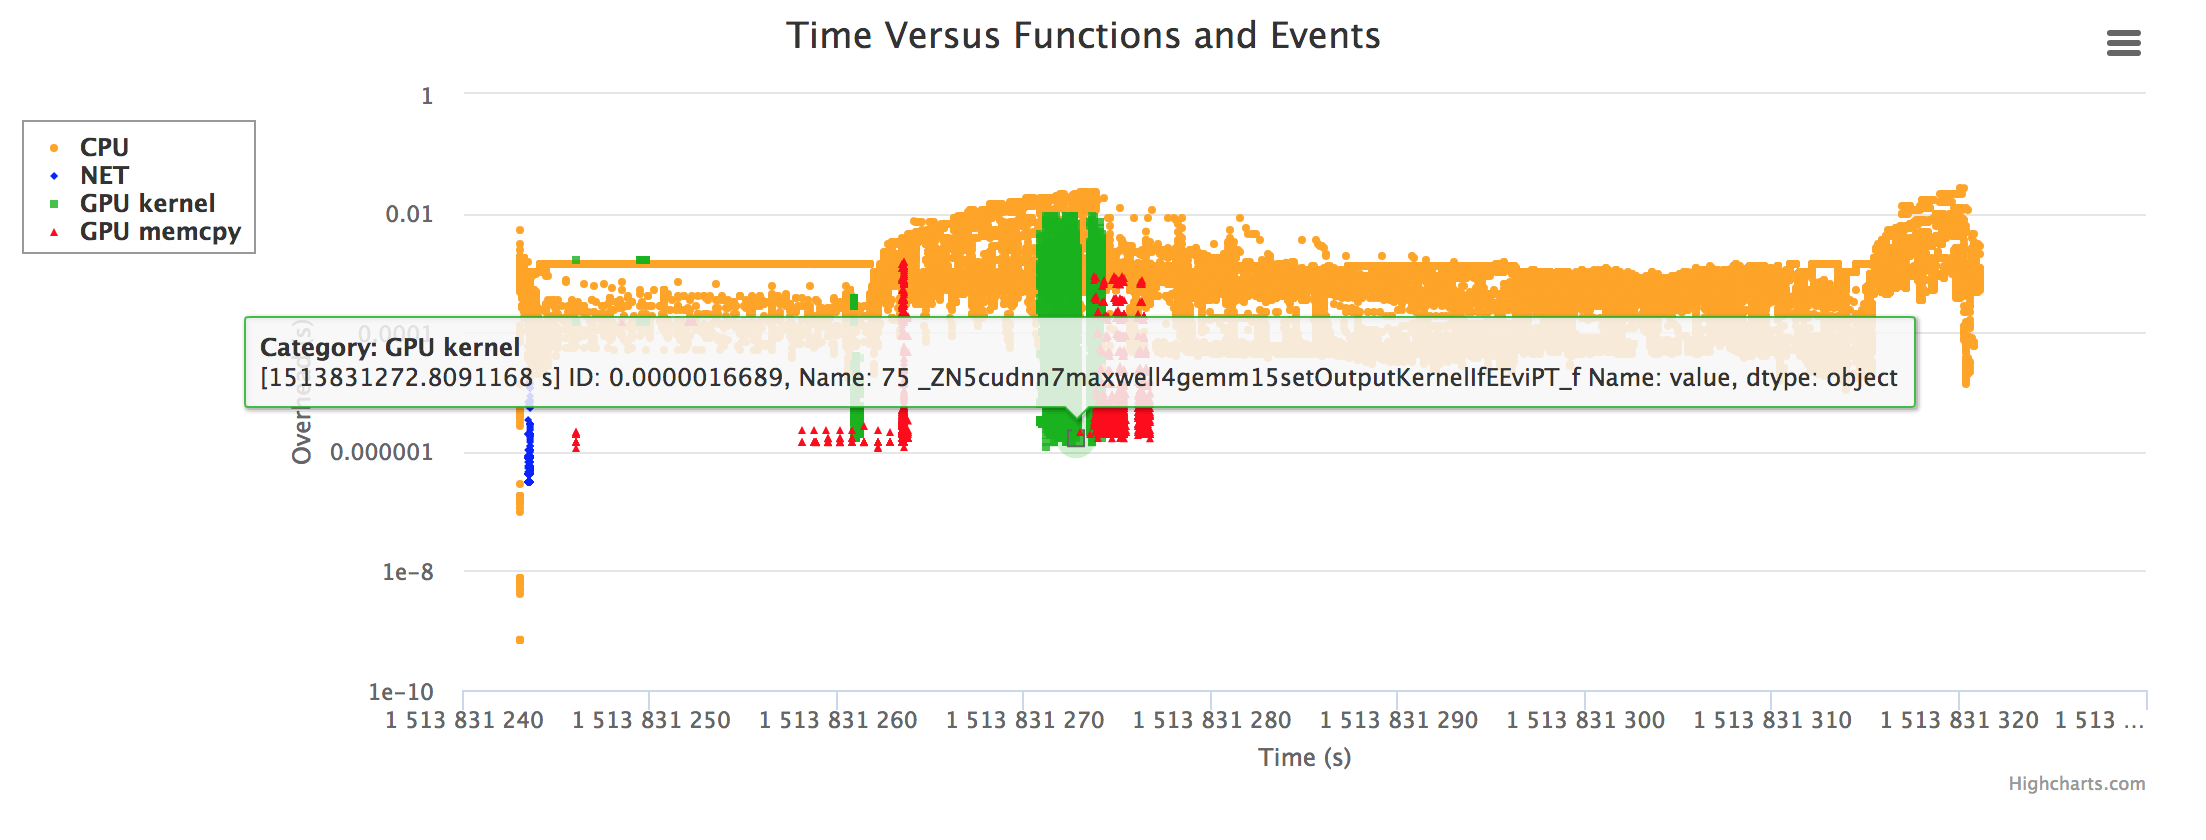 Time Versus Functions and Events
CPU
NET
GPU kernel
GPU memcpy
1
0.01
0.0001
0.000001
1e-8
1e-10
Overhead (s)
Category: GPU kernel
[1513831272.8091168 s] ID: 0.0000016689, Name: 75 _ZN5cudnn7maxwell4gemm15setOutputKernelIfEEviPT_f Name: value, dtype: object
1 513 831 240
1 513 831 250
1 513 831 260
1 513 831 270
1 513 831 280
1 513 831 290
1 513 831 300
1 513 831 310
1 513 831 320
1 513 ...
Time (s)
Highcharts.com